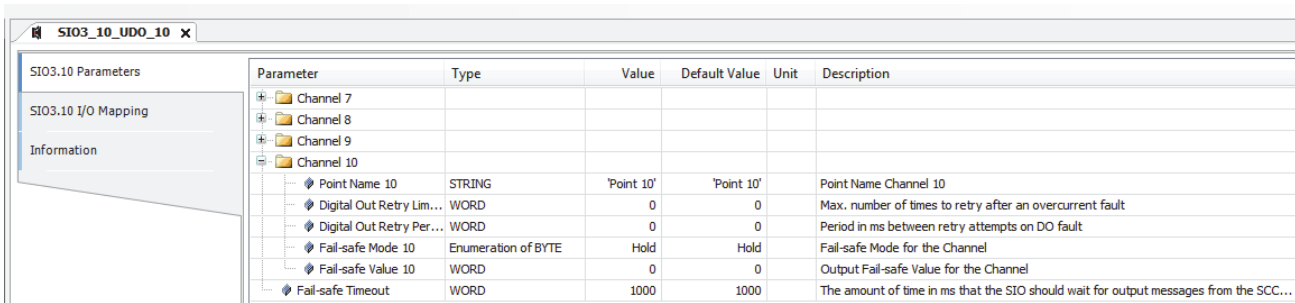 SIO3_10_UDO_10 X
SIO3.10 Parameters
SIO3.10 I/O Mapping
Information
Parameter Type Value Default Value Unit Description
Channel 7
Channel 8
Channel 9
Channel 10
Point Name 10 STRING 'Point 10' 'Point 10' Point Name Channel 10
Digital Out Retry Lim... WORD 0 0 Max. number of times to retry after an overcurrent fault
Digital Out Retry Per... WORD 0 0 Period in ms between retry attempts on DO fault
Fail-safe Mode 10 Enumeration of BYTE Hold Hold Fail-safe Mode for the Channel
Fail-safe Value 10 WORD 0 0 Output Fail-safe Value for the Channel
Fail-safe Timeout WORD 1000 1000 The amount of time in ms that the SIO should wait for output messages from the SCC...